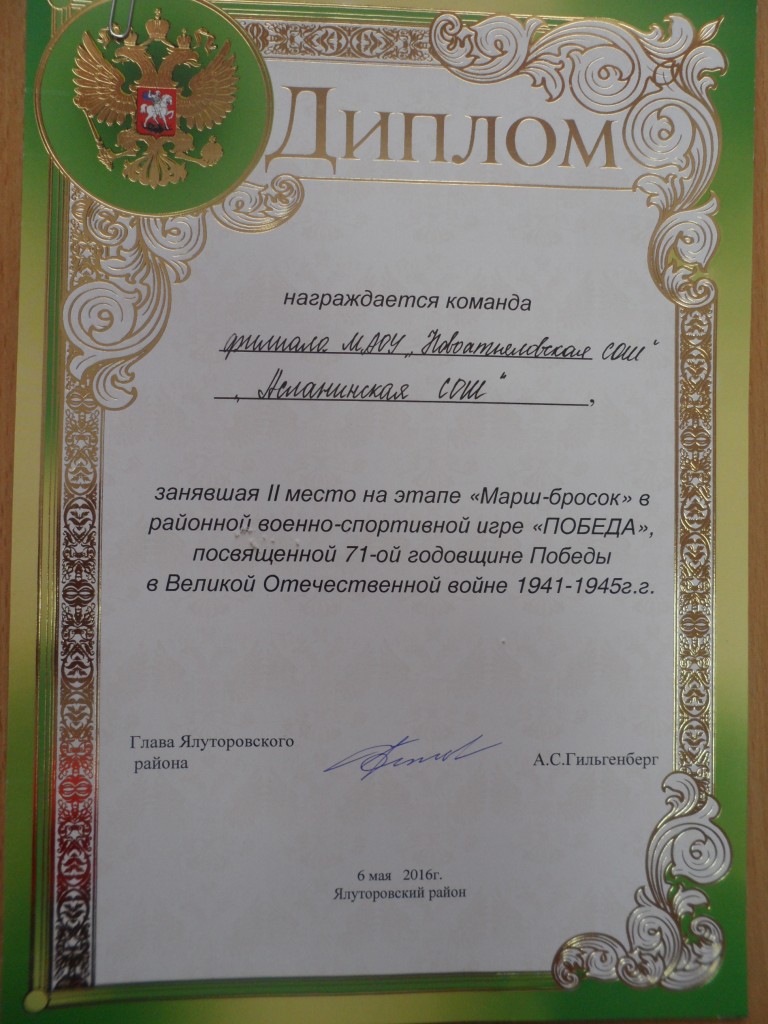 Диплом
награждается команда
филиала МАОУ „Новоатьяловская СОШ"
„Асланинская СОШ",
занявшая II место на этапе «Марш-бросок» в
районной военно-спортивной игре «ПОБЕДА»,
посвященной 71-ой годовщине Победы
в Великой Отечественной войне 1941-1945г.г.
Глава Ялуторовского
района
А.С.Гильгенберг
6 мая 2016г.
Ялуторовский район